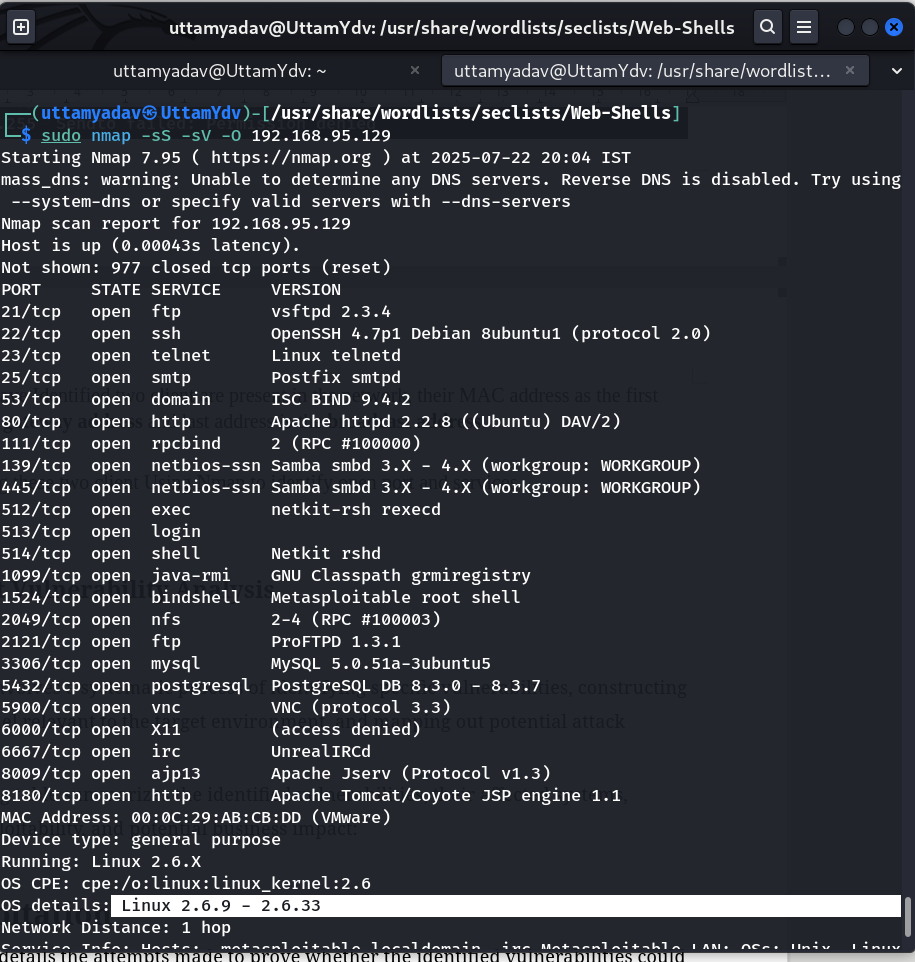 uttamyadav@UttamYdv: /usr/share/wordlists/seclists/Web-Shells
uttamyadav@UttamYdv: ~
uttamyadav@UttamYdv: /usr/share/wordlist...
┌──(uttamyadav㉿UttamYdv)-[/usr/share/wordlists/seclists/Web-Shells]
└─$ sudo nmap -sS -sV -O 192.168.95.129
Starting Nmap 7.95 ( https://nmap.org ) at 2025-07-22 20:04 IST
mass_dns: warning: Unable to determine any DNS servers. Reverse DNS is disabled. Try using
--system-dns or specify valid servers with --dns-servers
Nmap scan report for 192.168.95.129
Host is up (0.00043s latency).
Not shown: 977 closed tcp ports (reset)
PORT     STATE SERVICE     VERSION
21/tcp   open  ftp         vsftpd 2.3.4
22/tcp   open  ssh         OpenSSH 4.7p1 Debian 8ubuntu1 (protocol 2.0)
23/tcp   open  telnet      Linux telnetd
25/tcp   open  smtp        Postfix smtpd
53/tcp   open  domain      ISC BIND 9.4.2
80/tcp   open  http        Apache httpd 2.2.8 ((Ubuntu) DAV/2)
111/tcp  open  rpcbind     2 (RPC #100000)
139/tcp  open  netbios-ssn Samba smbd 3.X - 4.X (workgroup: WORKGROUP)
445/tcp  open  netbios-ssn Samba smbd 3.X - 4.X (workgroup: WORKGROUP)
512/tcp  open  exec        netkit-rsh rexecd
513/tcp  open  login
514/tcp  open  shell       Netkit rshd
1099/tcp open  java-rmi    GNU Classpath grmiregistry
1524/tcp open  bindshell   Metasploitable root shell
2049/tcp open  nfs         2-4 (RPC #100003)
2121/tcp open  ftp         ProFTPD 1.3.1
3306/tcp open  mysql       MySQL 5.0.51a-3ubuntu5
5432/tcp open  postgresql  PostgreSQL DB 8.3.0 - 8.3.7
5900/tcp open  vnc         VNC (protocol 3.3)
6000/tcp open  X11         (access denied)
6667/tcp open  irc         UnrealIRCd
8009/tcp open  ajp13       Apache Jserv (Protocol v1.3)
8180/tcp open  http        Apache Tomcat/Coyote JSP engine 1.1
MAC Address: 00:0C:29:AB:CB:DD (VMware)
Device type: general purpose
Running: Linux 2.6.X
OS CPE: cpe:/o:linux:linux_kernel:2.6
OS details: Linux 2.6.9 - 2.6.33
Network Distance: 1 hop
Service Info: Hosts:  metasploitable.localdomain, irc.Metasploitable.LAN; OSs: Unix, Linux
details the attempts made to prove whether the identified vulnerabilities could